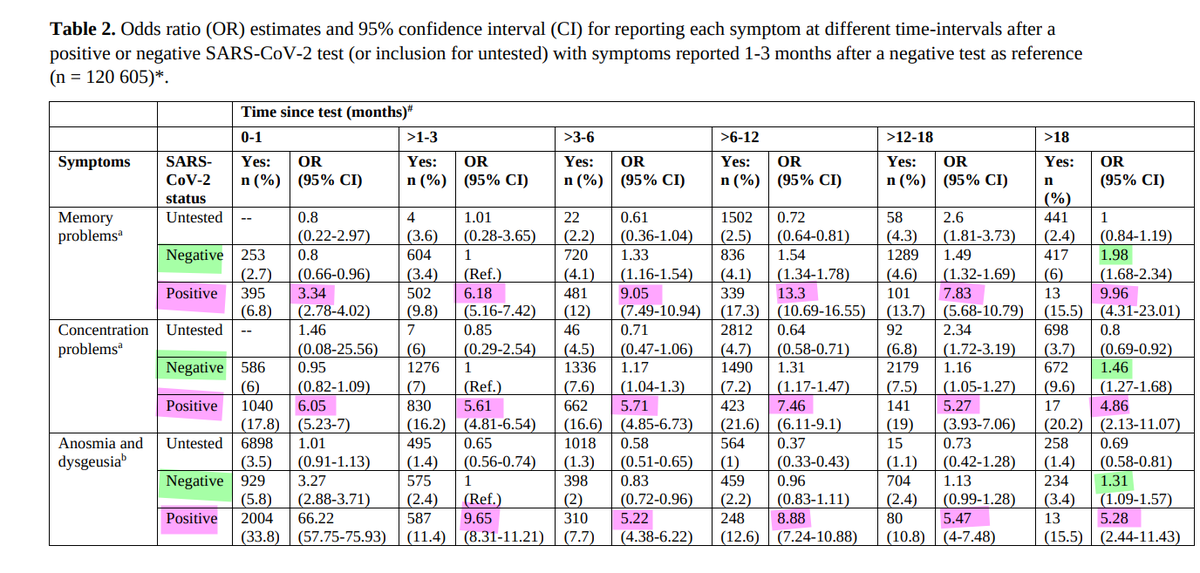 Table 2. Odds ratio (OR) estimates and 95% confidence interval (CI) for reporting each symptom at different time-intervals after a
positive or negative SARS-CoV-2 test (or inclusion for untested) with symptoms reported 1-3 months after a negative test as reference
(n = 120 605)*.
Time since test (months)#
0-1 >1-3 >3-6 >6-12 >12-18 >18
Symptoms SARS- Yes: OR Yes: OR Yes: OR Yes: OR Yes: OR Yes: OR
CoV-2 n (%) (95% CI) n (%) (95% CI) n (%) (95% CI) n (%) (95% CI) n (%) (95% CI) n (95% CI)
status (%)
Memory Untested -- 0.8 4 1.01 22 0.61 1502 0.72 58 2.6 441 1
problemsa (0.22-2.97) (3.6) (0.28-3.65) (2.2) (0.36-1.04) (2.5) (0.64-0.81) (4.3) (1.81-3.73) (2.4) (0.84-1.19)
Negative 253 0.8 604 1 720 1.33 836 1.54 1289 1.49 417 1.98
(2.7) (0.66-0.96) (3.4) (Ref.) (4.1) (1.16-1.54) (4.1) (1.34-1.78) (4.6) (1.32-1.69) (6) (1.68-2.34)
Positive 395 3.34 502 6.18 481 9.05 339 13.3 101 7.83 13 9.96
(6.8) (2.78-4.02) (9.8) (5.16-7.42) (12) (7.49-10.94) (17.3) (10.69-16.55) (13.7) (5.68-10.79) (15.5) (4.31-23.01)
Concentration Untested -- 1.46 7 0.85 46 0.71 2812 0.64 92 2.34 698 0.8
problemsa (0.08-25.56) (6) (0.29-2.54) (4.5) (0.47-1.06) (4.7) (0.58-0.71) (6.8) (1.72-3.19) (3.7) (0.69-0.92)
Negative 586 0.95 1276 1 1336 1.17 1490 1.31 2179 1.16 672 1.46
(6) (0.82-1.09) (7) (Ref.) (7.6) (1.04-1.3) (7.2) (1.17-1.47) (7.5) (1.05-1.27) (9.6) (1.27-1.68)
Positive 1040 6.05 830 5.61 662 5.71 423 7.46 141 5.27 17 4.86
(17.8) (5.23-7) (16.2) (4.81-6.54) (16.6) (4.85-6.73) (21.6) (6.11-9.1) (19) (3.93-7.06) (20.2) (2.13-11.07)
Anosmia and Untested 6898 1.01 495 0.65 1018 0.58 564 0.37 15 0.73 258 0.69
dysgeusiab (3.5) (0.91-1.13) (1.4) (0.56-0.74) (1.3) (0.51-0.65) (1) (0.33-0.43) (1.1) (0.42-1.28) (1.4) (0.58-0.81)
Negative 929 3.27 575 1 398 0.83 459 0.96 704 1.13 234 1.31
(5.8) (2.88-3.71) (2.4) (Ref.) (2) (0.72-0.96) (2.2) (0.83-1.11) (2.4) (0.99-1.28) (3.4) (1.09-1.57)
Positive 2004 66.22 587 9.65 310 5.22 248 8.88 80 5.47 13 5.28
(33.8) (57.75-75.93) (11.4) (8.31-11.21) (7.7) (4.38-6.22) (12.6) (7.24-10.88) (10.8) (4-7.48) (15.5) (2.44-11.43)